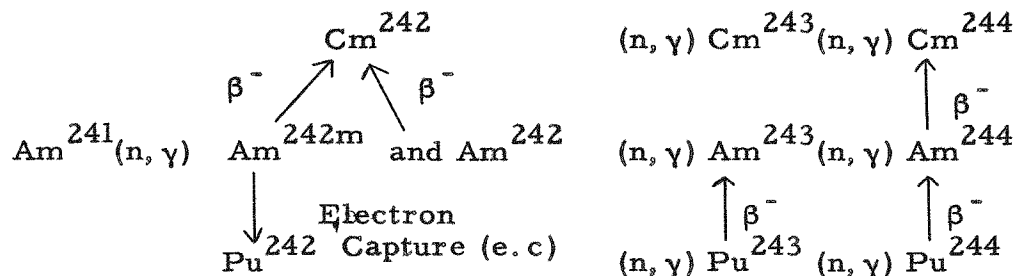 Cm²⁴² (n, γ) Cm²⁴³ (n, γ) Cm²⁴⁴
β⁻ β⁻ β⁻
Am²⁴¹ (n, γ) Am²⁴²ᵐ and Am²⁴² (n, γ) Am²⁴³ (n, γ) Am²⁴⁴
Electron β⁻ β⁻
Pu²⁴² Capture (e.c) (n, γ) Pu²⁴³ (n, γ) Pu²⁴⁴